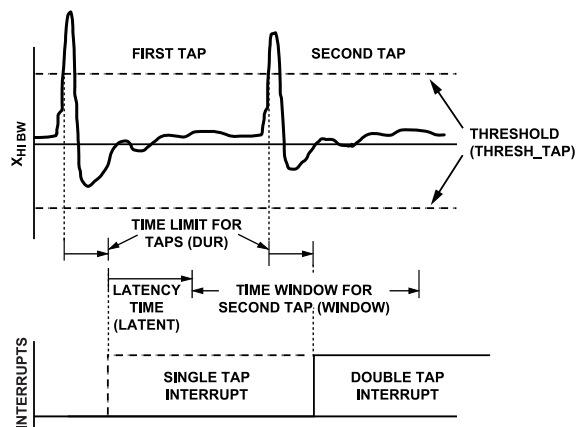 FIRST TAP
SECOND TAP
X HI BW
THRESHOLD
(THRESH_TAP)
TIME LIMIT FOR
TAPS (DUR)
LATENCY
TIME
(LATENT)
TIME WINDOW FOR
SECOND TAP (WINDOW)
INTERRUPTS
SINGLE TAP
INTERRUPT
DOUBLE TAP
INTERRUPT